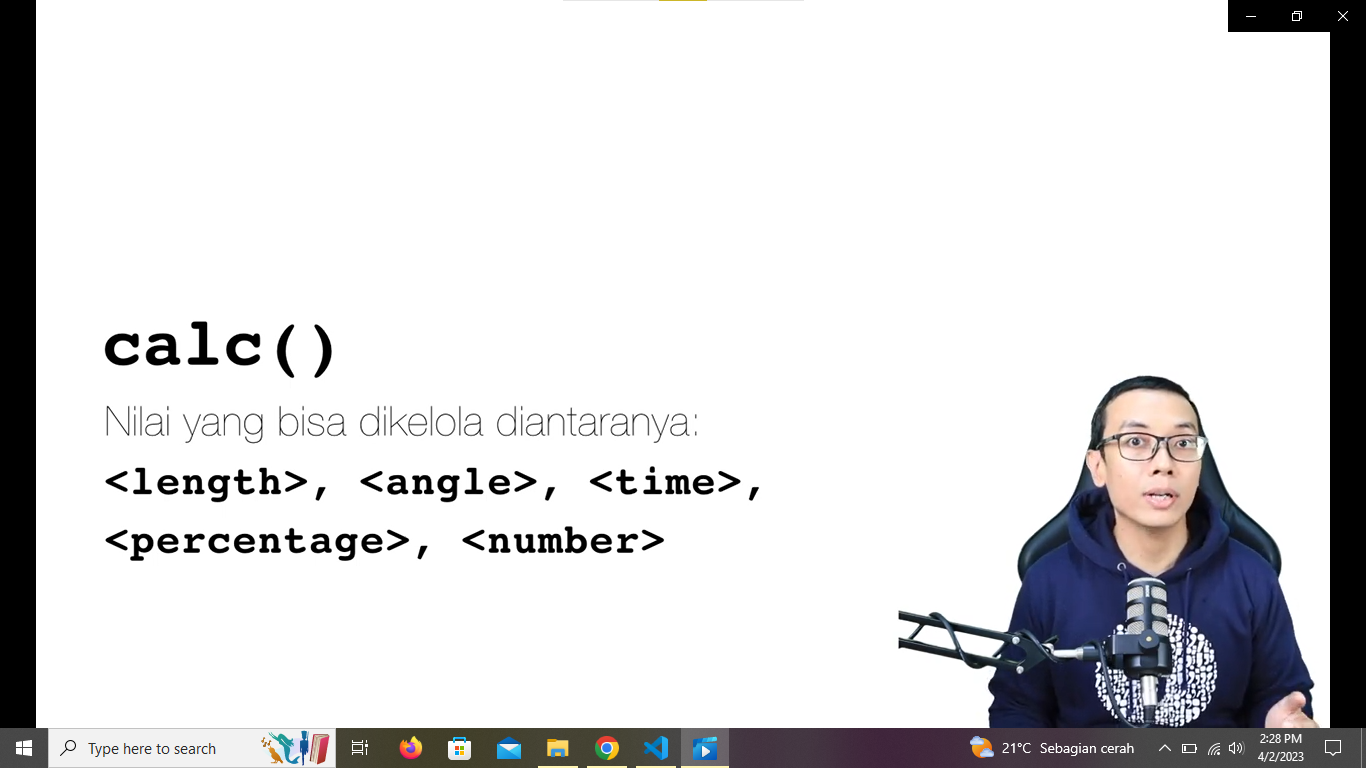 calc()
Nilai yang bisa dikelola diantaranya:
<length>, <angle>, <time>,
<percentage>, <number>
Type here to search
21°C Sebagian cerah
2:28 PM
4/2/2023